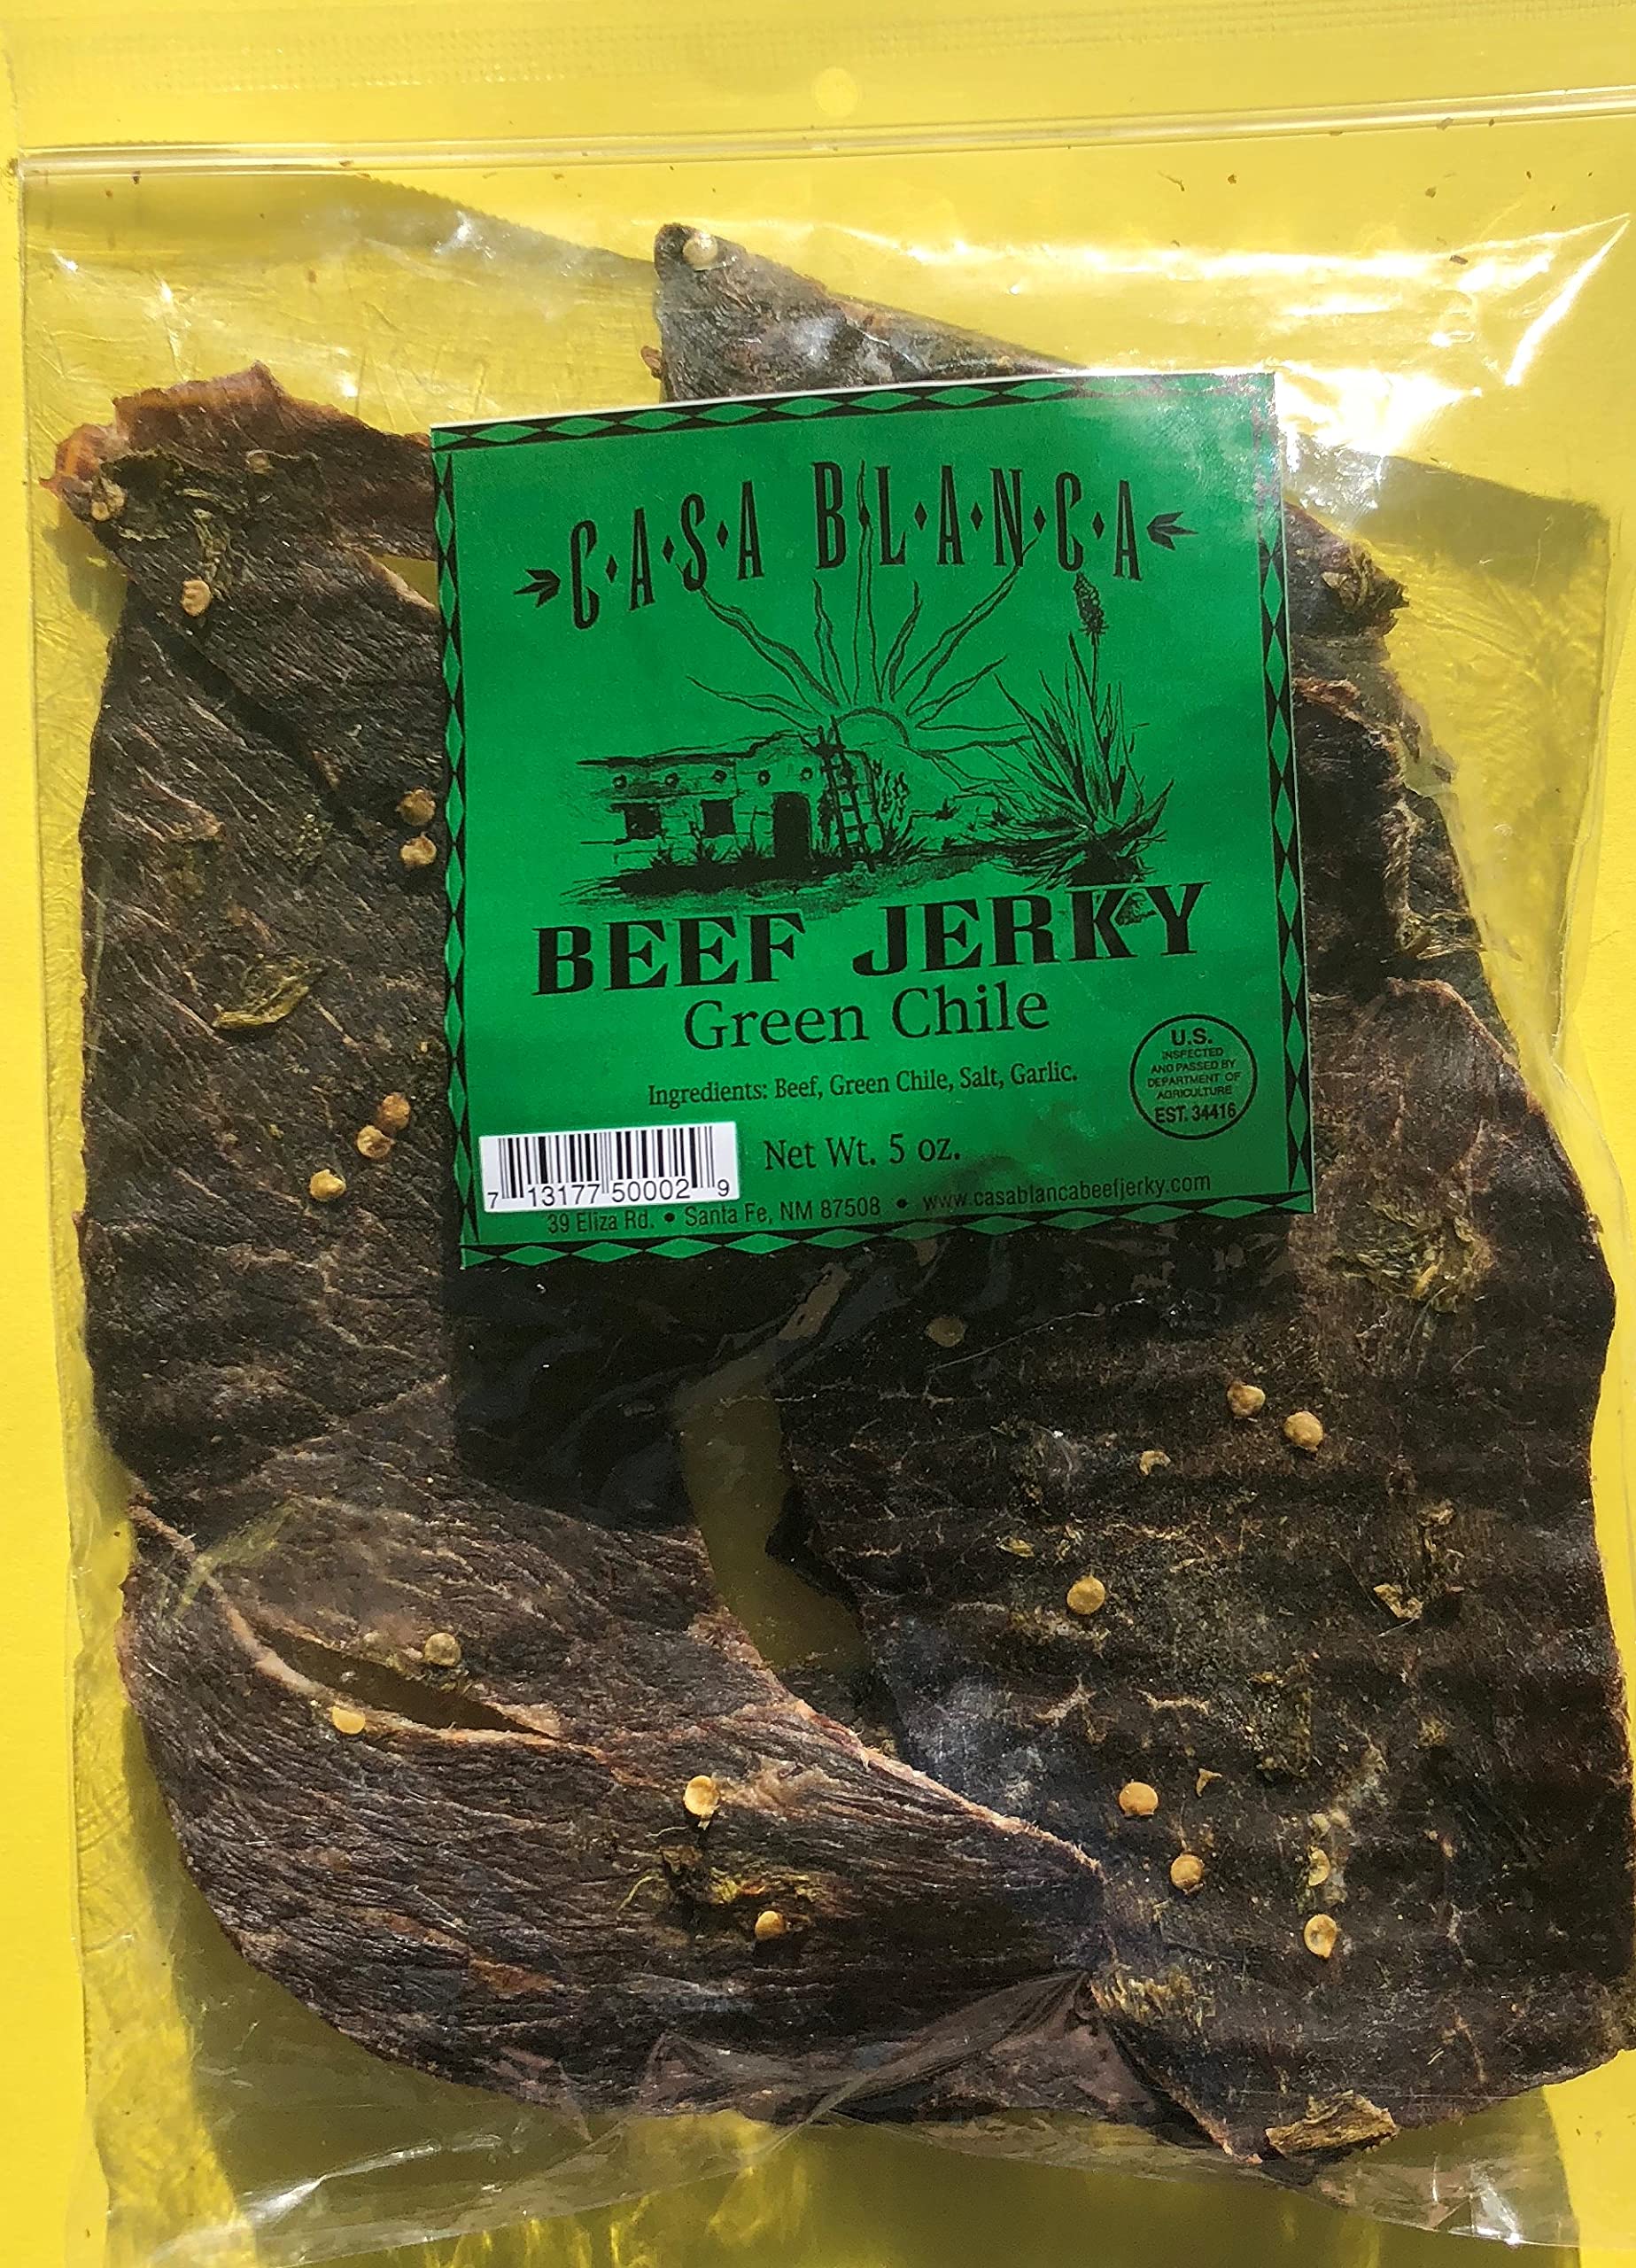 C·A·S·A B·L·A·N·C·A
BEEF JERKY
Green Chile
Ingredients: Beef, Green Chile, Salt, Garlic.
U.S.
INSPECTED
AND PASSED BY
DEPARTMENT OF
AGRICULTURE
EST. 34416
Net Wt. 5 oz.
7 13177 50002 9
39 Eliza Rd. • Santa Fe, NM 87508 • www.casablancabeefjerky.com